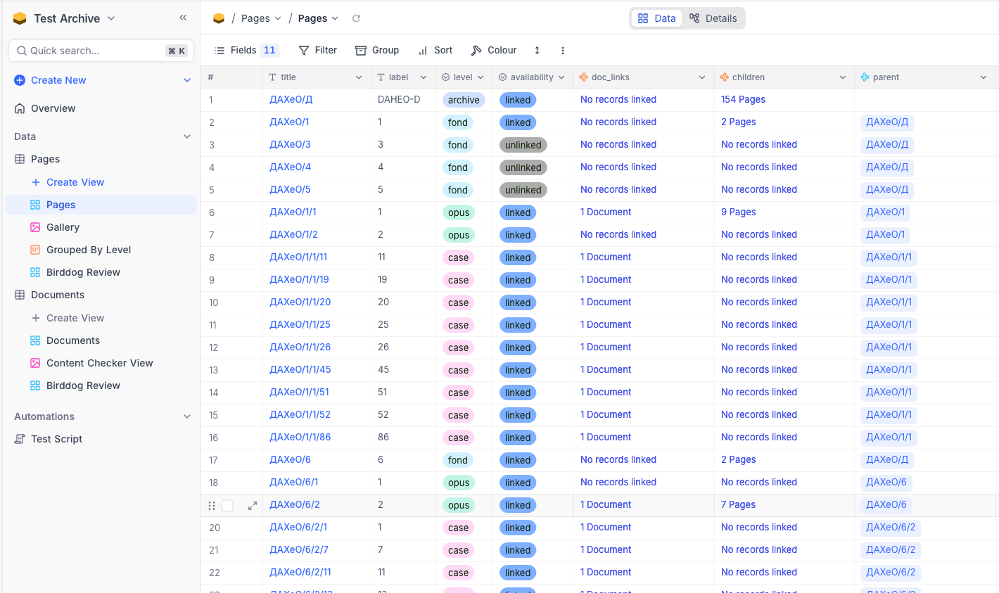 Test Archive
Quick search... ⌘ K
Create New
Overview
Data
Pages
Create View
Pages
Gallery
Grouped By Level
Birddog Review
Documents
Create View
Documents
Content Checker View
Birddog Review
Automations
Test Script
/ Pages / Pages
Data Details
Fields 11 Filter Group Sort Colour
# title label level availability doc_links children parent
1 ДАХеО/Д DAHEO-D archive linked No records linked 154 Pages
2 ДАХеО/1 1 fond linked No records linked 2 Pages ДАХеО/Д
3 ДАХеО/3 3 fond unlinked No records linked No records linked ДАХеО/Д
4 ДАХеО/4 4 fond unlinked No records linked No records linked ДАХеО/Д
5 ДАХеО/5 5 fond unlinked No records linked No records linked ДАХеО/Д
6 ДАХеО/1/1 1 opus linked 1 Document 9 Pages ДАХеО/1
7 ДАХеО/1/2 2 opus linked No records linked No records linked ДАХеО/1
8 ДАХеО/1/1/11 11 case linked 1 Document No records linked ДАХеО/1/1
9 ДАХеО/1/1/19 19 case linked 1 Document No records linked ДАХеО/1/1
10 ДАХеО/1/1/20 20 case linked 1 Document No records linked ДАХеО/1/1
11 ДАХеО/1/1/25 25 case linked 1 Document No records linked ДАХеО/1/1
12 ДАХеО/1/1/26 26 case linked 1 Document No records linked ДАХеО/1/1
13 ДАХеО/1/1/45 45 case linked 1 Document No records linked ДАХеО/1/1
14 ДАХеО/1/1/51 51 case linked 1 Document No records linked ДАХеО/1/1
15 ДАХеО/1/1/52 52 case linked 1 Document No records linked ДАХеО/1/1
16 ДАХеО/1/1/86 86 case linked 1 Document No records linked ДАХеО/1/1
17 ДАХеО/6 6 fond linked No records linked 2 Pages ДАХеО/Д
18 ДАХеО/6/1 1 opus linked No records linked No records linked ДАХеО/6
ДАХеО/6/2 2 opus linked 1 Document 7 Pages ДАХеО/6
20 ДАХеО/6/2/1 1 case linked 1 Document No records linked ДАХеО/6/2
21 ДАХеО/6/2/7 7 case linked 1 Document No records linked ДАХеО/6/2
22 ДАХеО/6/2/11 11 case linked 1 Document No records linked ДАХеО/6/2